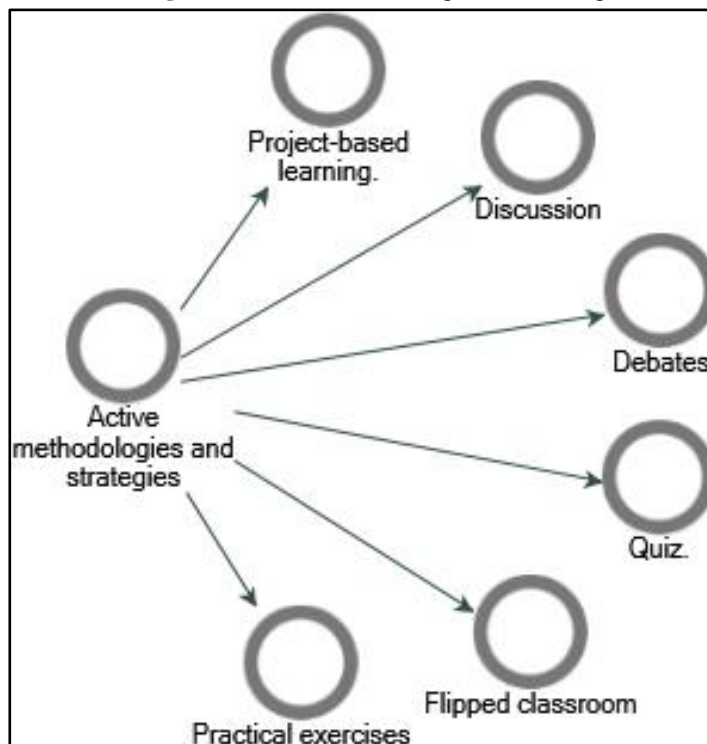 Project-based
learning.
Discussion
Debates
Active
methodologies and
strategies
Quiz.
Flipped classroom
Practical exercises